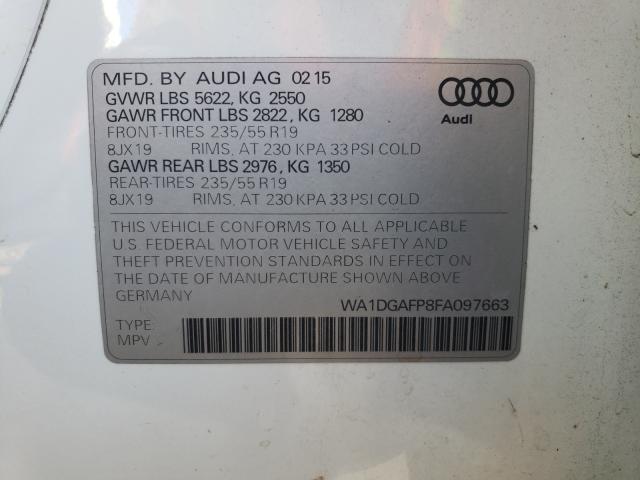 MFD. BY AUDI AG 02 15
GVWR LBS 5622, KG 2550
GAWR FRONT LBS 2822, KG 1280
FRONT-TIRES 235/55 R19
8JX19 RIMS, AT 230 KPA 33 PSI COLD
GAWR REAR LBS 2976, KG 1350
REAR-TIRES 235/55 R19
8JX19 RIMS, AT 230 KPA 33 PSI COLD
Audi
THIS VEHICLE CONFORMS TO ALL APPLICABLE
U.S. FEDERAL MOTOR VEHICLE SAFETY AND
THEFT PREVENTION STANDARDS IN EFFECT ON
THE DATE OF MANUFACTURE SHOWN ABOVE
GERMANY WA1DGAFP8FA097663
TYPE:
MPV